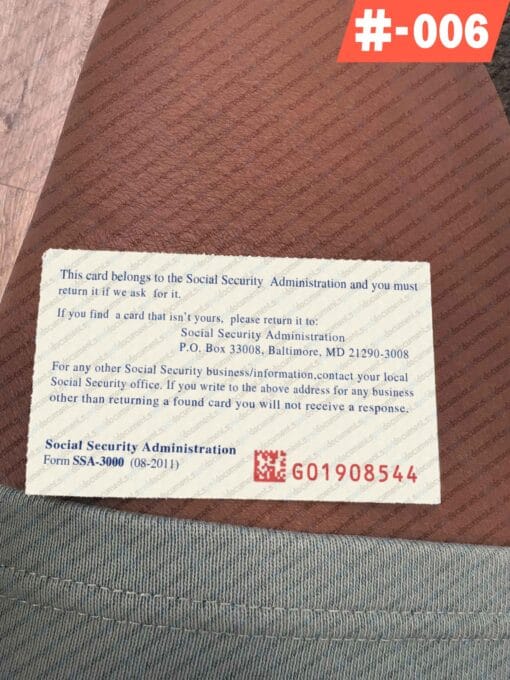 #-006
This card belongs to the Social Security Administration and you must
return it if we ask for it.
If you find a card that isn't yours, please return it to:
Social Security Administration
P.O. Box 33008, Baltimore, MD 21290-3008
For any other Social Security business/information,contact your local
Social Security office. If you write to the above address for any business
other than returning a found card you will not receive a response.
Social Security Administration
Form SSA-3000 (08-2011)
G01908544